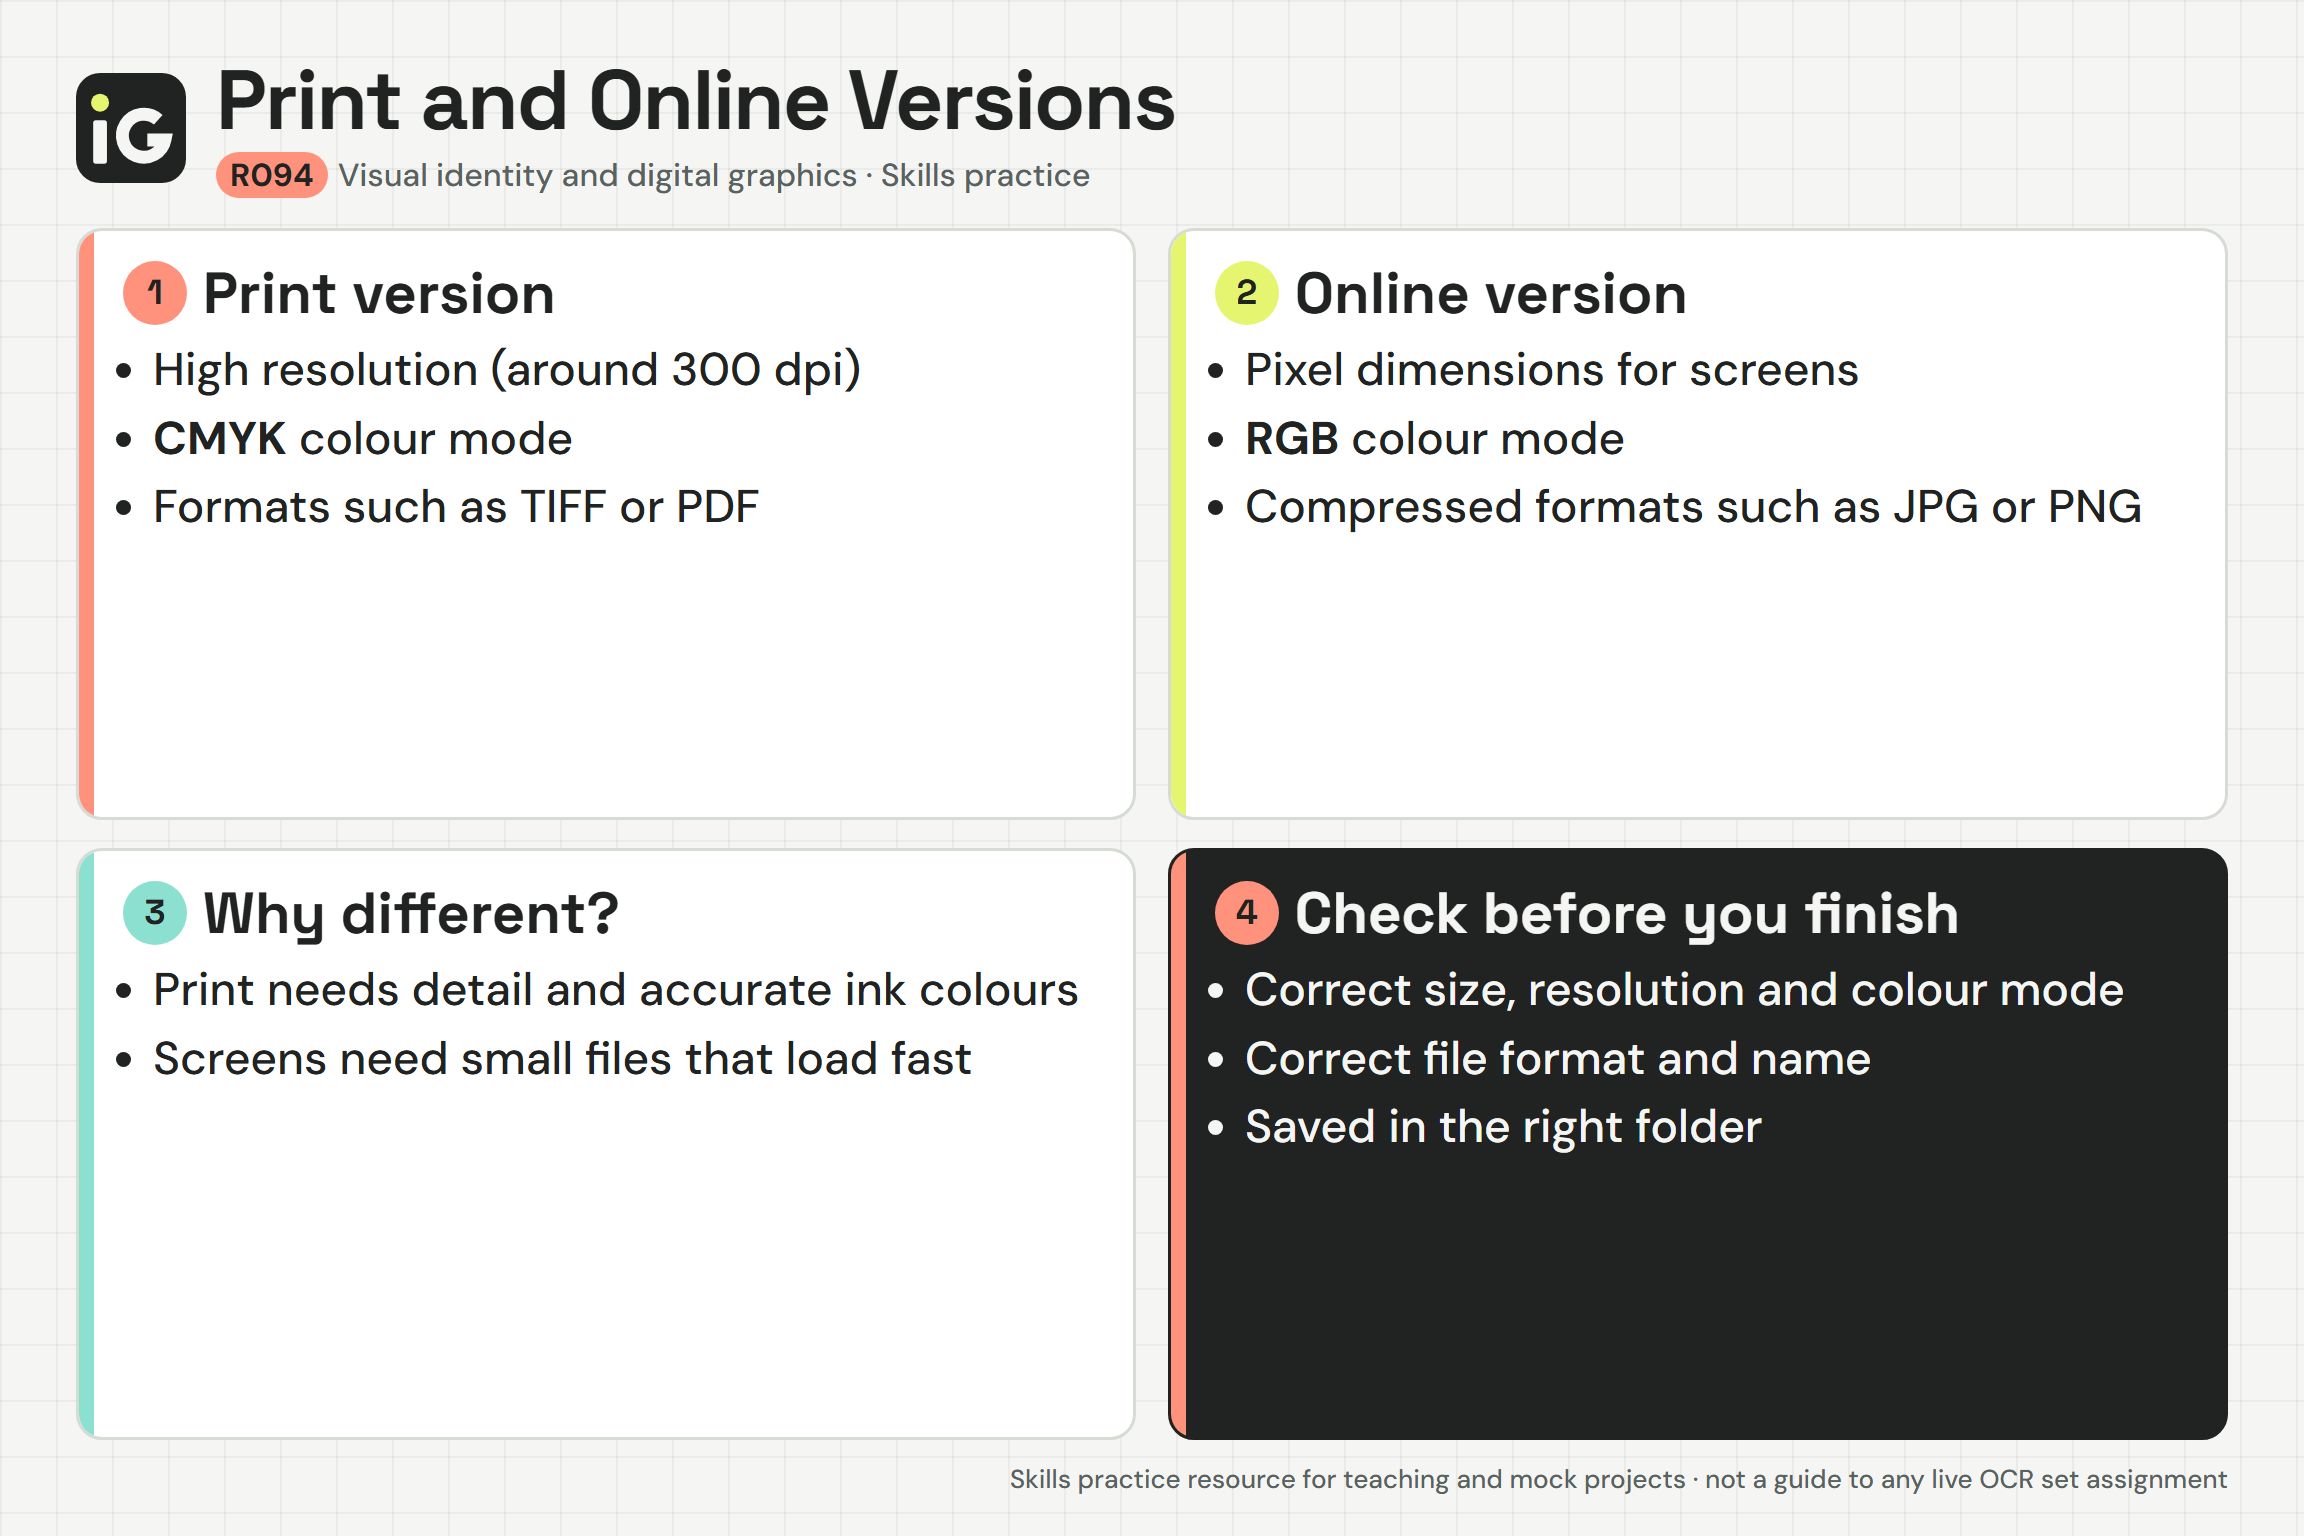 iG
Print and Online Versions
R094 Visual identity and digital graphics · Skills practice
1 Print version
• High resolution (around 300 dpi)
• CMYK colour mode
• Formats such as TIFF or PDF
2 Online version
• Pixel dimensions for screens
• RGB colour mode
• Compressed formats such as JPG or PNG
3 Why different?
• Print needs detail and accurate ink colours
• Screens need small files that load fast
4 Check before you finish
• Correct size, resolution and colour mode
• Correct file format and name
• Saved in the right folder
Skills practice resource for teaching and mock projects · not a guide to any live OCR set assignment